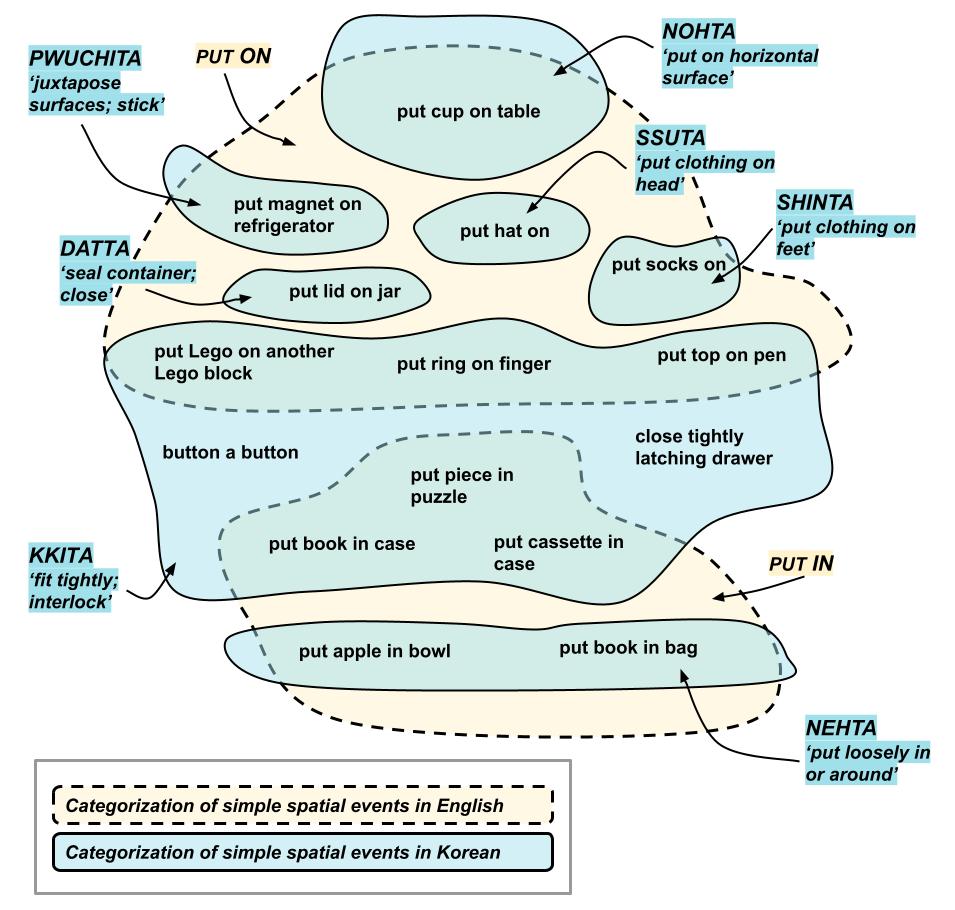 NOHTA
‘put on horizontal
surface’
PUT ON
PWUCHITA
‘juxtapose
surfaces; stick’
put cup on table
SSUTA
‘put clothing on
head’
SHINTA
‘put clothing on
feet’
put magnet on
refrigerator
put hat on
DATTA
‘seal container;
close’
put socks on
put lid on jar
put Lego on another
Lego block
put ring on finger
put top on pen
button a button
close tightly
latching drawer
put piece in
puzzle
put book in case
put cassette in
case
KKITA
‘fit tightly;
interlock’
PUT IN
put apple in bowl
put book in bag
NEHTA
‘put loosely in
or around’
Categorization of simple spatial events in English
Categorization of simple spatial events in Korean